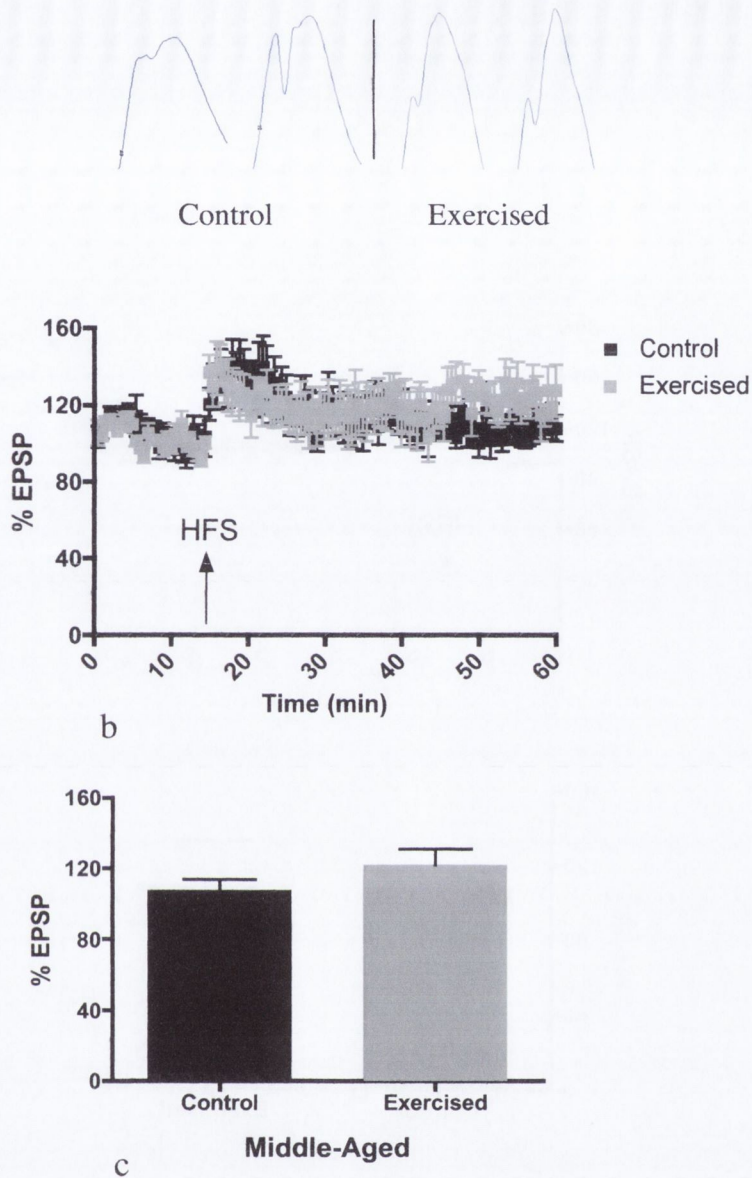 Control Exercised
160
120
80
40
0
% EPSP
HFS
Control
Exercised
0 10 20 30 40 50 60
Time (min)
b
160
120
80
40
0
% EPSP
Control Exercised
Middle-Aged
c